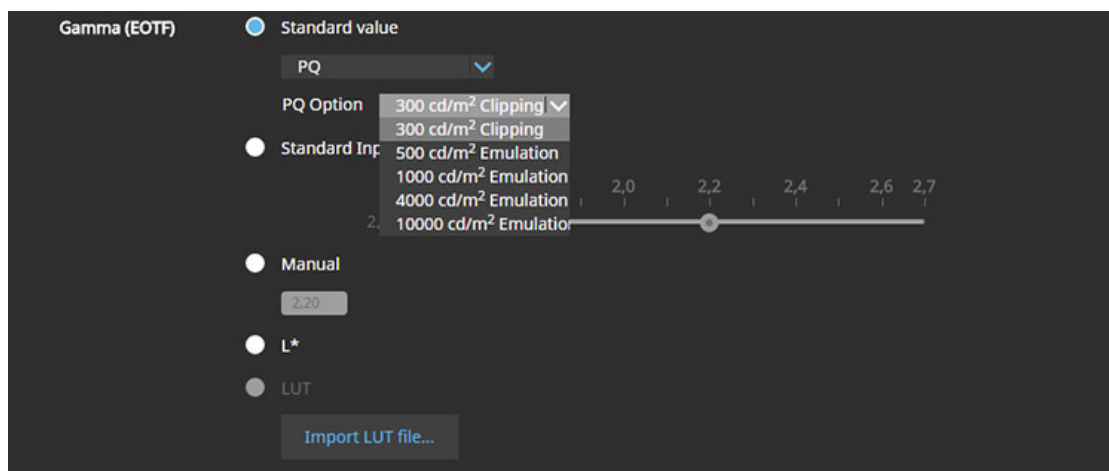 Gamma (EOTF) Standard value
PQ
PQ Option 300 cd/m² Clipping
300 cd/m² Clipping
Standard Inp 500 cd/m² Emulation
1000 cd/m² Emulation
2,0 2,2 2,4 2,6 2,7
4000 cd/m² Emulation
2, 10000 cd/m² Emulatio
Manual
2,20
L*
LUT
Import LUT file...